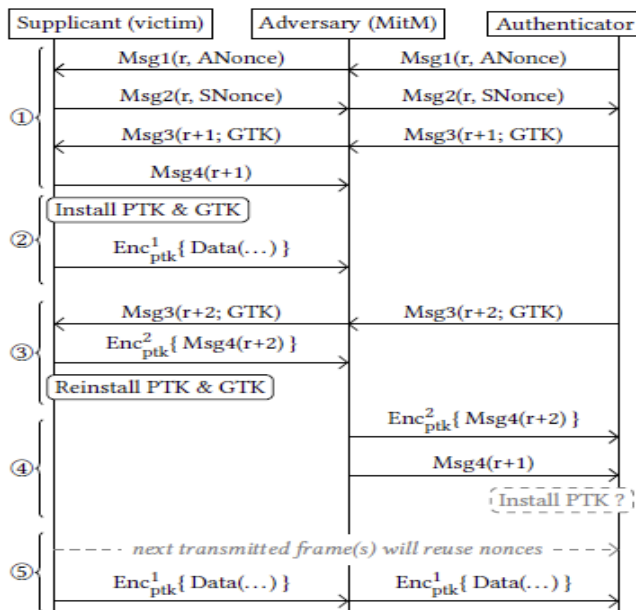 Supplicant (victim) Adversary (MitM) Authenticator
Msg1(r, ANonce) Msg1(r, ANonce)
Msg2(r, SNonce) Msg2(r, SNonce)
①
Msg3(r+1; GTK) Msg3(r+1; GTK)
Msg4(r+1)
Install PTK & GTK
②
Enc¹ptk{ Data(…) }
Msg3(r+2; GTK) Msg3(r+2; GTK)
③
Enc²ptk{ Msg4(r+2) }
Reinstall PTK & GTK
Enc²ptk{ Msg4(r+2) }
④
Msg4(r+1)
Install PTK ?
next transmitted frame(s) will reuse nonces
⑤
Enc¹ptk{ Data(…) } Enc¹ptk{ Data(…) }